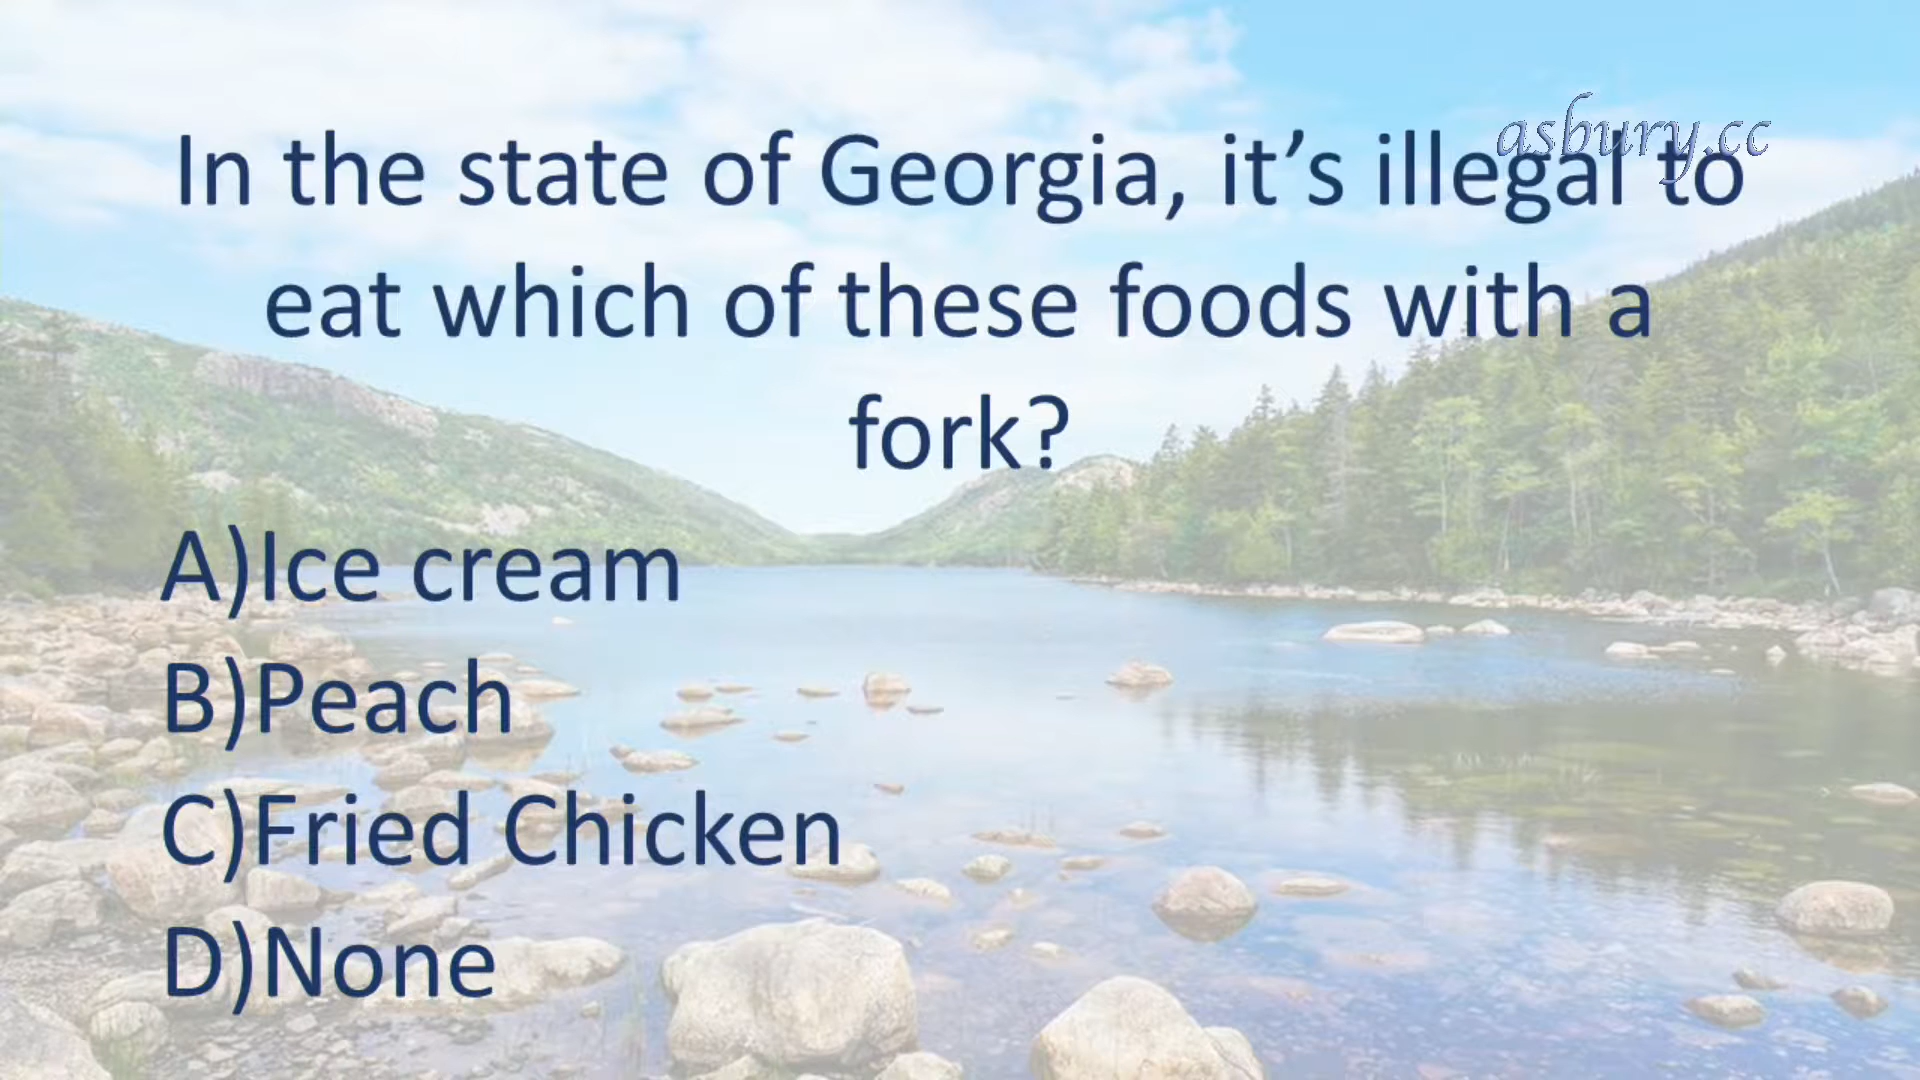 asbury.cc
In the state of Georgia, it’s illegal to
eat which of these foods with a
fork?
A)Ice cream
B)Peach
C)Fried Chicken
D)None